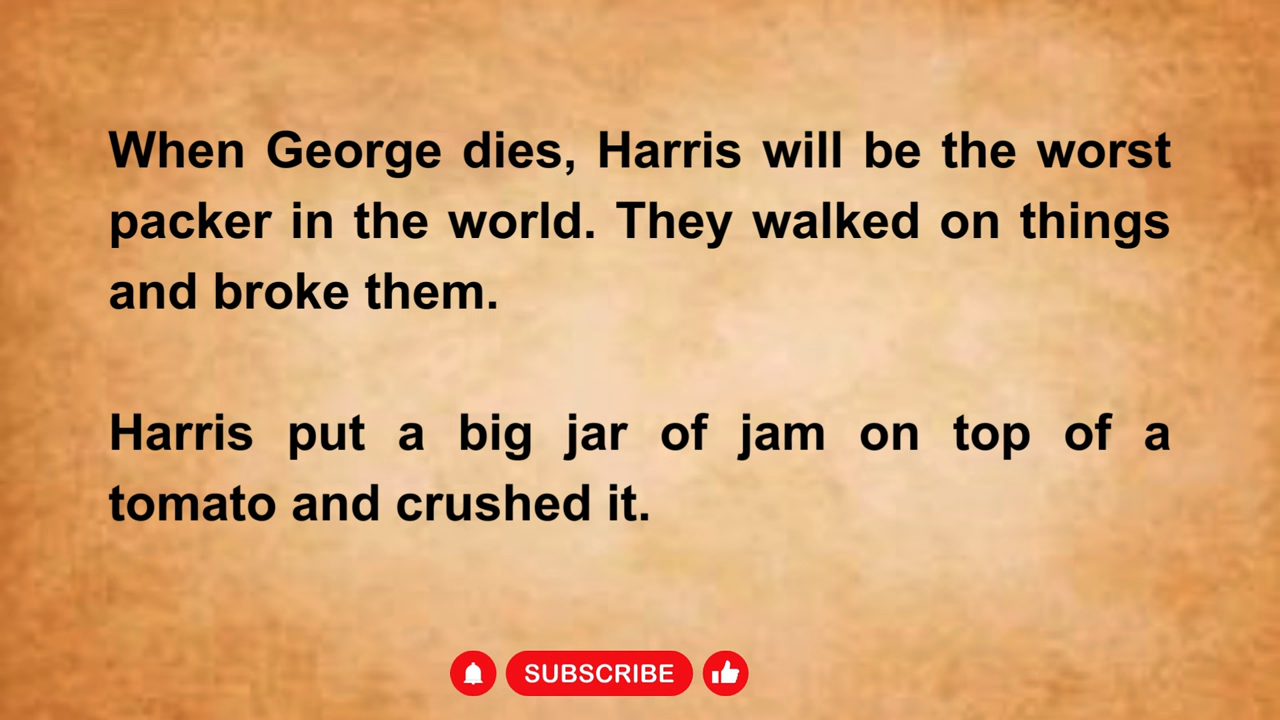 When George dies, Harris will be the worst
packer in the world. They walked on things
and broke them.
Harris put a big jar of jam on top of a
tomato and crushed it.
SUBSCRIBE